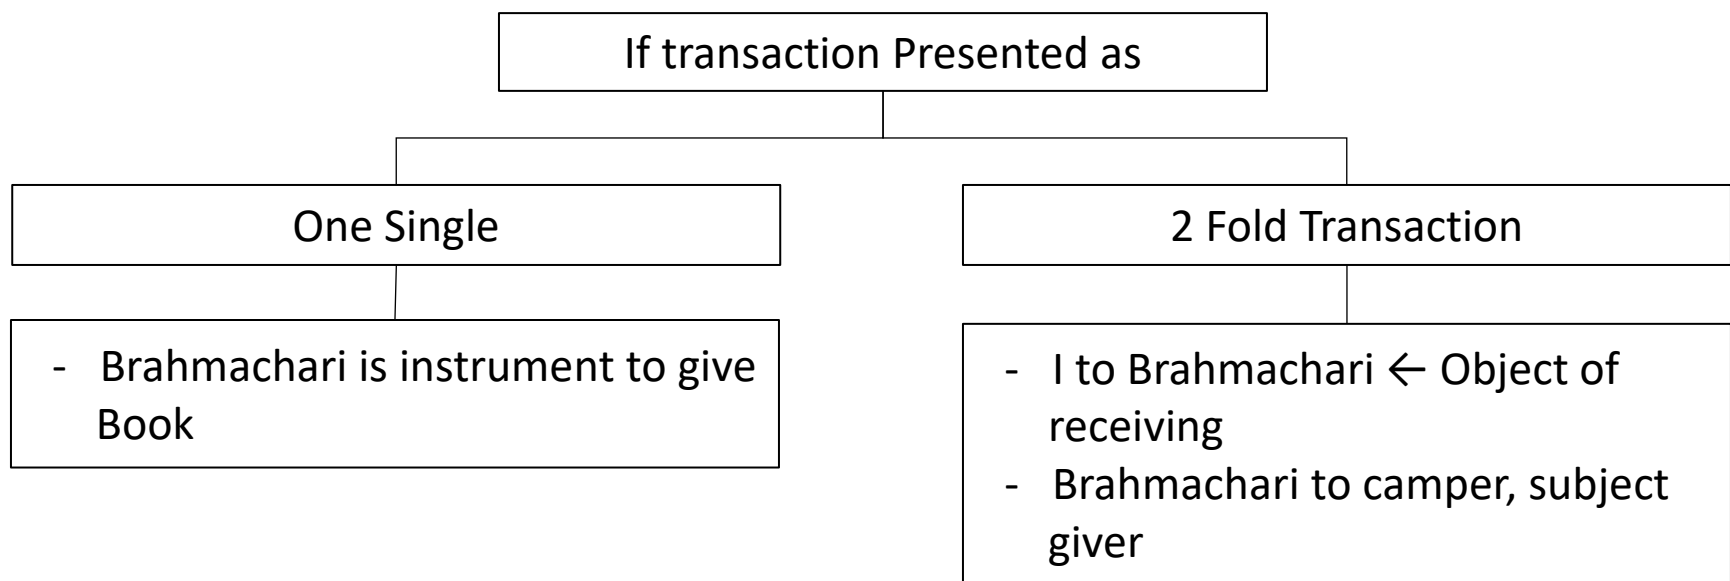 If transaction Presented as
One Single
2 Fold Transaction
- Brahmachari is instrument to give
Book
- I to Brahmachari ← Object of
receiving
- Brahmachari to camper, subject
giver